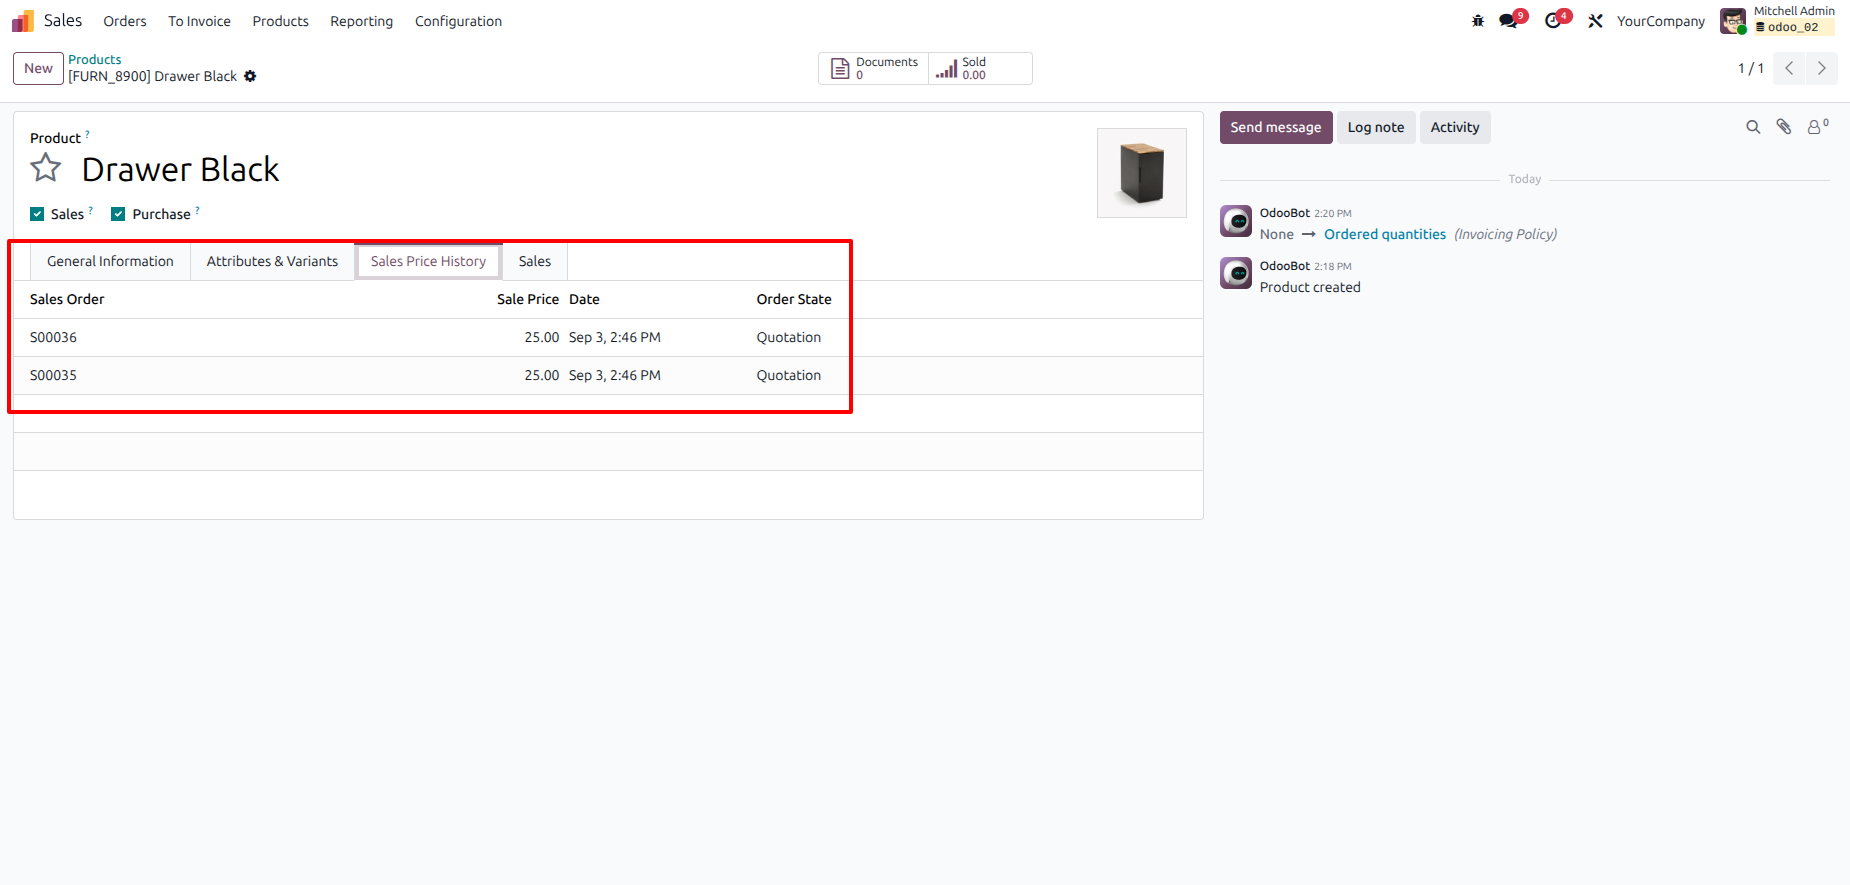 Sales Orders To Invoice Products Reporting Configuration 9 4 YourCompany Mitchell Admin
odoo_02
New Products
[FURN_8900] Drawer Black
Documents
0
Sold
0.00
1 / 1
Product ?
Drawer Black
Sales ? Purchase ?
General Information Attributes & Variants Sales Price History Sales
Sales Order Sale Price Date Order State
S00036 25.00 Sep 3, 2:46 PM Quotation
S00035 25.00 Sep 3, 2:46 PM Quotation
Send message Log note Activity 0
Today
OdooBot 2:20 PM
None → Ordered quantities (Invoicing Policy)
OdooBot 2:18 PM
Product created